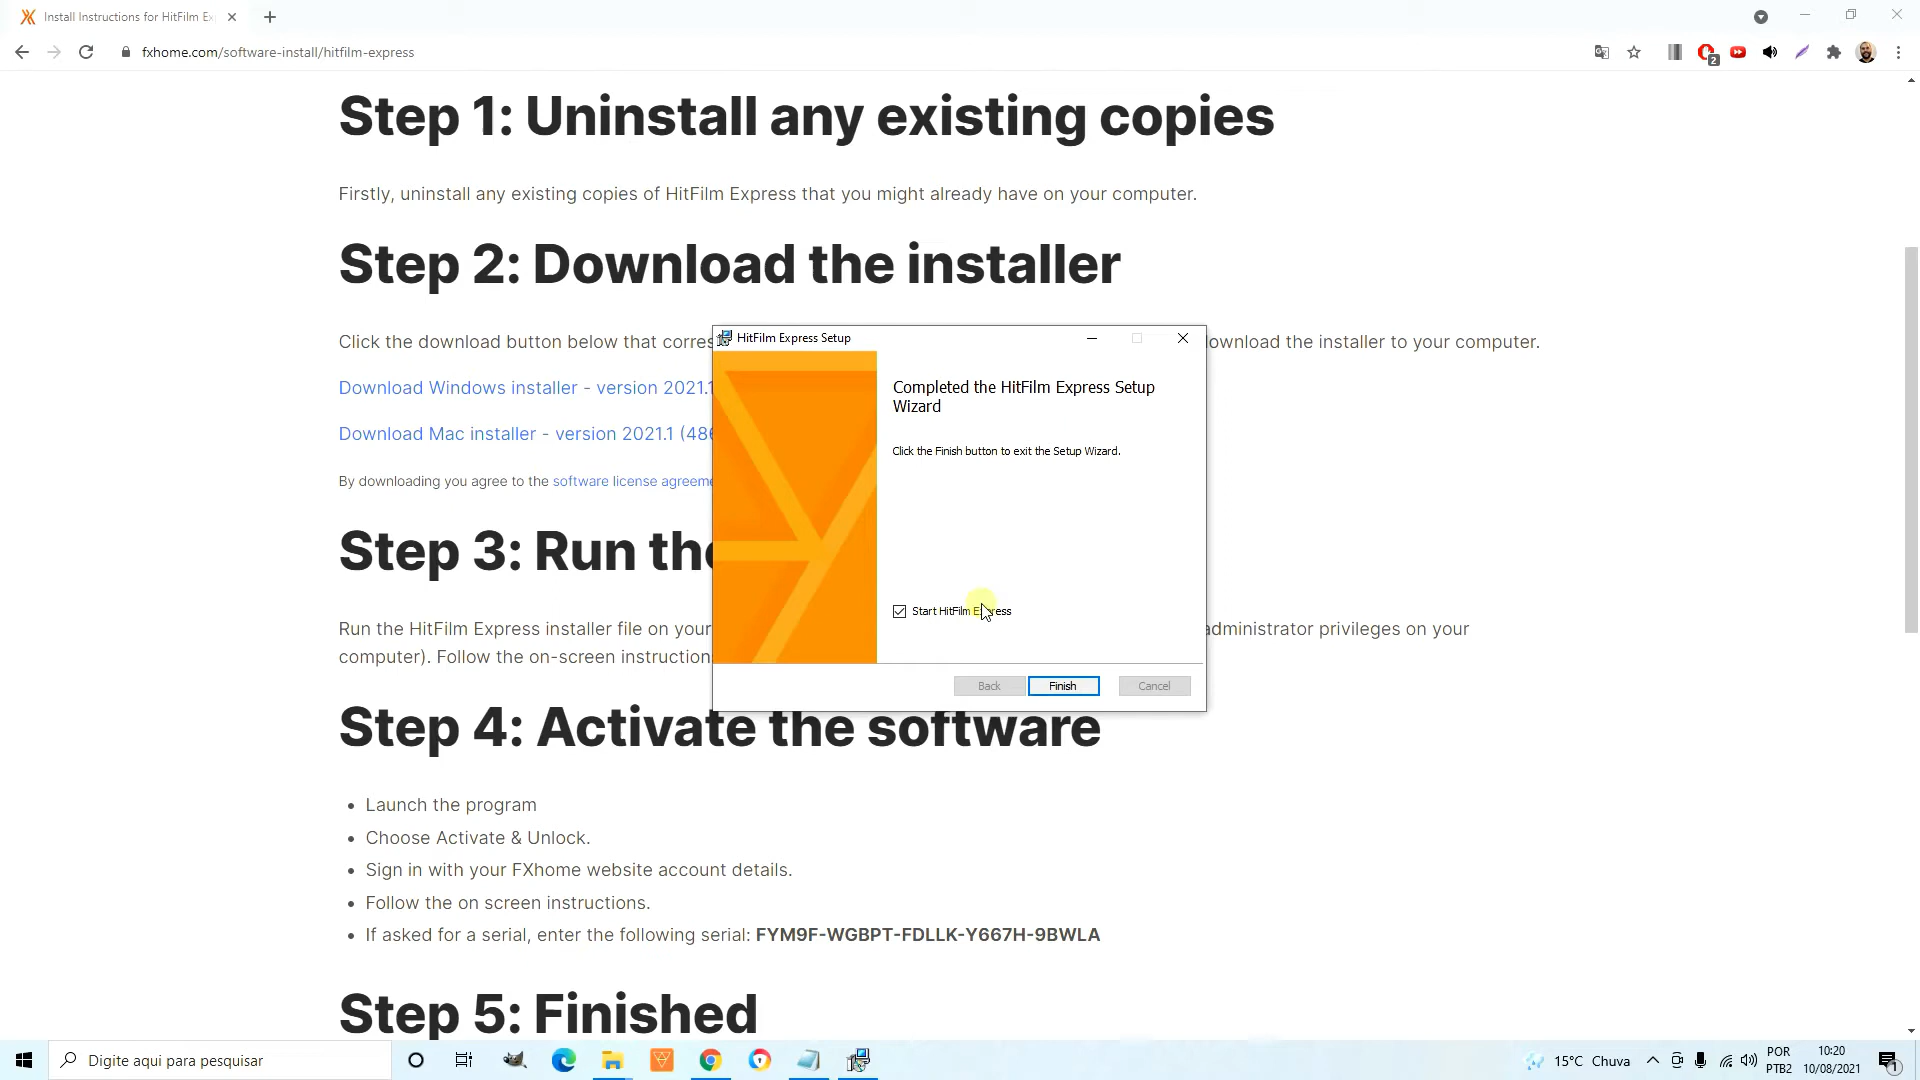 Install Instructions for HitFilm Ex
fxhome.com/software-install/hitfilm-express
2
Step 1: Uninstall any existing copies
Firstly, uninstall any existing copies of HitFilm Express that you might already have on your computer.
Step 2: Download the installer
Click the download button below that corres
ownload the installer to your computer.
Download Windows installer - version 2021.1
Download Mac installer - version 2021.1 (486
By downloading you agree to the software license agreeme
Step 3: Run the
Run the HitFilm Express installer file on your
administrator privileges on your
computer). Follow the on-screen instruction
HitFilm Express Setup
Completed the HitFilm Express Setup
Wizard
Click the Finish button to exit the Setup Wizard.
Start HitFilm Express
Back
Finish
Cancel
Step 4: Activate the software
• Launch the program
• Choose Activate & Unlock.
• Sign in with your FXhome website account details.
• Follow the on screen instructions.
• If asked for a serial, enter the following serial: FYM9F-WGBPT-FDLLK-Y667H-9BWLA
Step 5: Finished
Digite aqui para pesquisar
15°C Chuva
POR
PTB2
10:20
10/08/2021
1